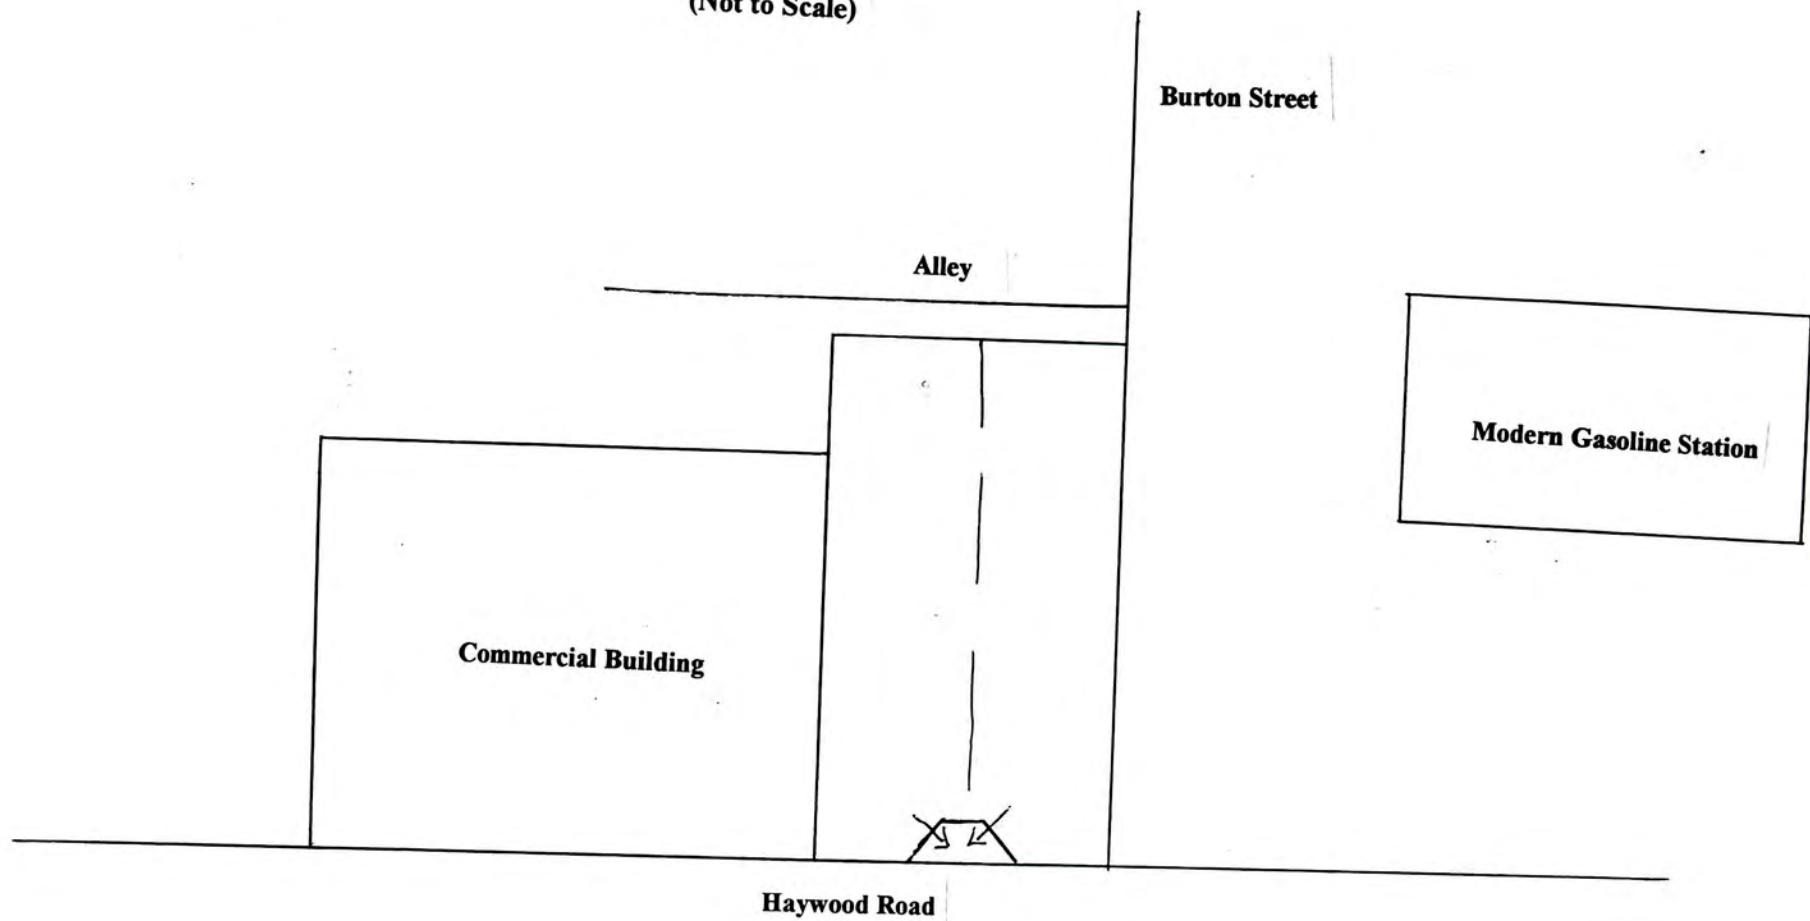 (Not to Scale)
Burton Street
Alley
Modern Gasoline Station
Commercial Building
Haywood Road